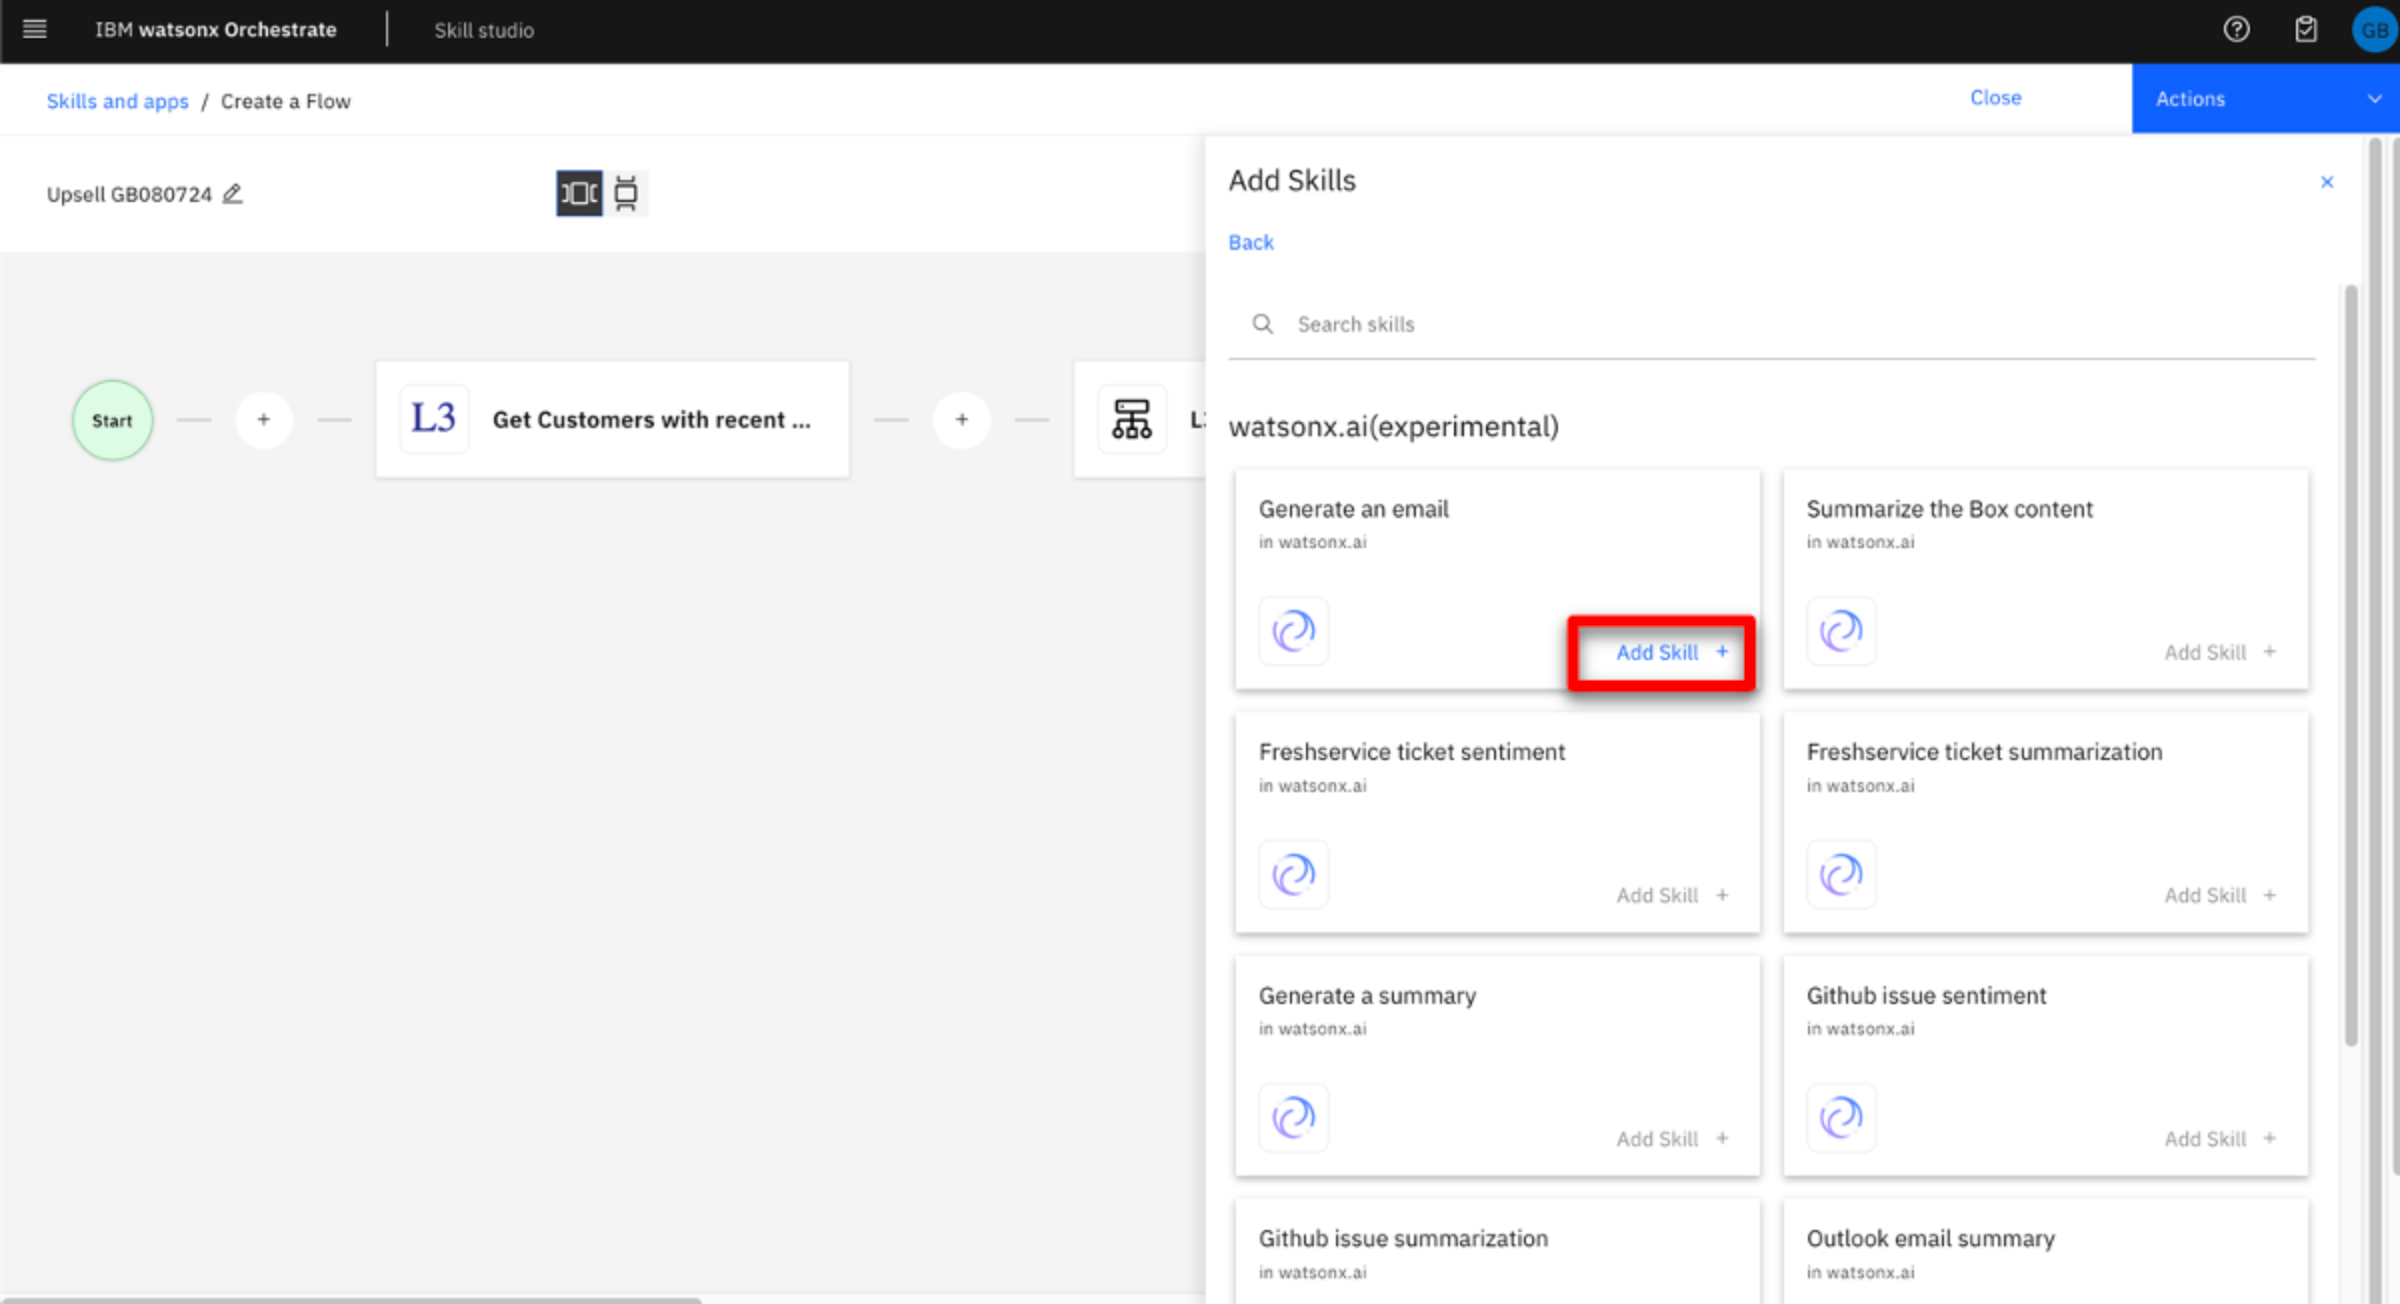 IBM watsonx Orchestrate
Skill studio
GB
Skills and apps / Create a Flow
Close
Actions
Upsell GB080724
Add Skills
Back
Search skills
Start
+
L3
Get Customers with recent ...
+
watsonx.ai(experimental)
Generate an email
in watsonx.ai
Add Skill +
Summarize the Box content
in watsonx.ai
Add Skill +
Freshservice ticket sentiment
in watsonx.ai
Add Skill +
Freshservice ticket summarization
in watsonx.ai
Add Skill +
Generate a summary
in watsonx.ai
Add Skill +
Github issue sentiment
in watsonx.ai
Add Skill +
Github issue summarization
in watsonx.ai
Outlook email summary
in watsonx.ai